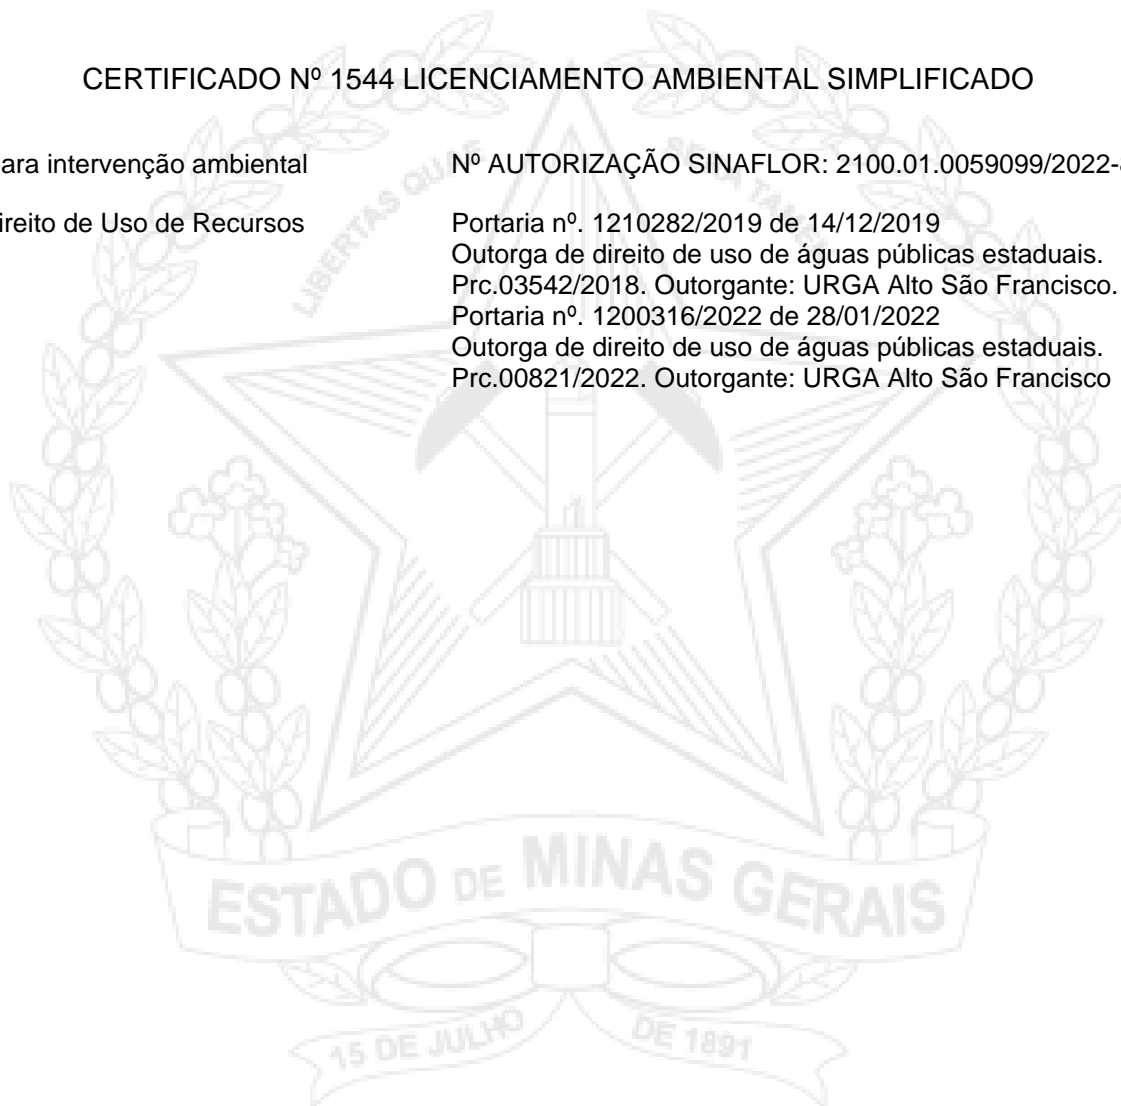 CERTIFICADO Nº 1544 LICENCIAMENTO AMBIENTAL SIMPLIFICADO
intervenção ambiental Nº AUTORIZAÇÃO SINAFLOR: 2100.01.0059099/2022-
de Uso de Recursos Portaria nº. 1210282/2019 de 14/12/2019
Outorga de direito de uso de águas públicas estaduais.
Prc.03542/2018. Outorgante: URGA Alto São Francisco.
Portaria nº. 1200316/2022 de 28/01/2022
Outorga de direito de uso de águas públicas estaduais.
Prc.00821/2022. Outorgante: URGA Alto São Francisco
LIBERTAS QUÆ SERA TAMEN
ESTADO DE MINAS GERAIS
15 DE JULHO DE 1891